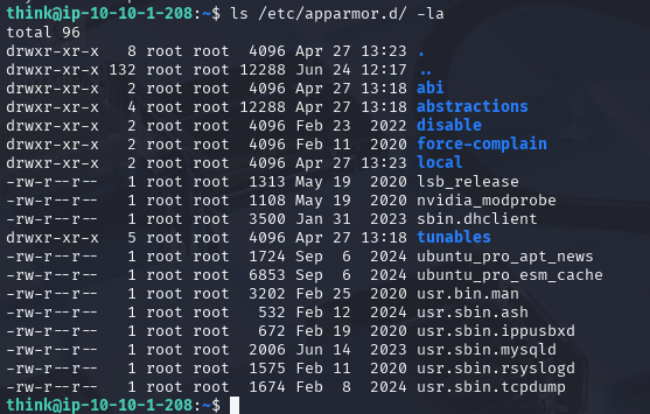 think@ip-10-10-1-208:~$ ls /etc/apparmor.d/ -la
total 96
drwxr-xr-x   8 root root  4096 Apr 27 13:23 .
drwxr-xr-x 132 root root 12288 Jun 24 12:17 ..
drwxr-xr-x   2 root root  4096 Apr 27 13:18 abi
drwxr-xr-x   4 root root 12288 Apr 27 13:18 abstractions
drwxr-xr-x   2 root root  4096 Feb 23  2022 disable
drwxr-xr-x   2 root root  4096 Feb 11  2020 force-complain
drwxr-xr-x   2 root root  4096 Apr 27 13:23 local
-rw-r--r--   1 root root  1313 May 19  2020 lsb_release
-rw-r--r--   1 root root  1108 May 19  2020 nvidia_modprobe
-rw-r--r--   1 root root  3500 Jan 31  2023 sbin.dhclient
drwxr-xr-x   5 root root  4096 Apr 27 13:18 tunables
-rw-r--r--   1 root root  1724 Sep  6  2024 ubuntu_pro_apt_news
-rw-r--r--   1 root root  6853 Sep  6  2024 ubuntu_pro_esm_cache
-rw-r--r--   1 root root  3202 Feb 25  2020 usr.bin.man
-rw-r--r--   1 root root   532 Feb 12  2024 usr.sbin.ash
-rw-r--r--   1 root root   672 Feb 19  2020 usr.sbin.ippusbxd
-rw-r--r--   1 root root  2006 Jun 14  2023 usr.sbin.mysqld
-rw-r--r--   1 root root  1575 Feb 11  2020 usr.sbin.rsyslogd
-rw-r--r--   1 root root  1674 Feb  8  2024 usr.sbin.tcpdump
think@ip-10-10-1-208:~$